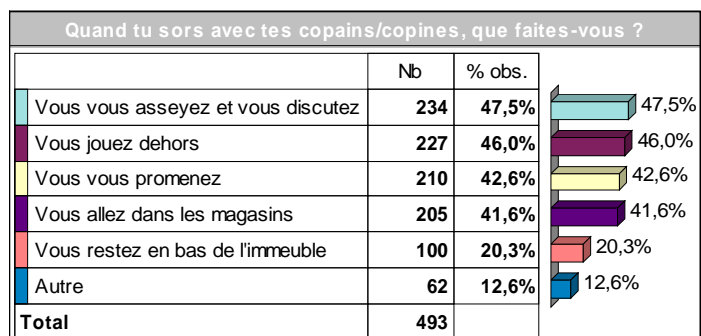 Quand tu sors avec tes copains/copines, que faites-vous ?
Nb % obs.
Vous vous asseyez et vous discutez 234 47,5% 47,5%
Vous jouez dehors 227 46,0% 46,0%
Vous vous promenez 210 42,6% 42,6%
Vous allez dans les magasins 205 41,6% 41,6%
Vous restez en bas de l'immeuble 100 20,3% 20,3%
Autre 62 12,6% 12,6%
Total 493